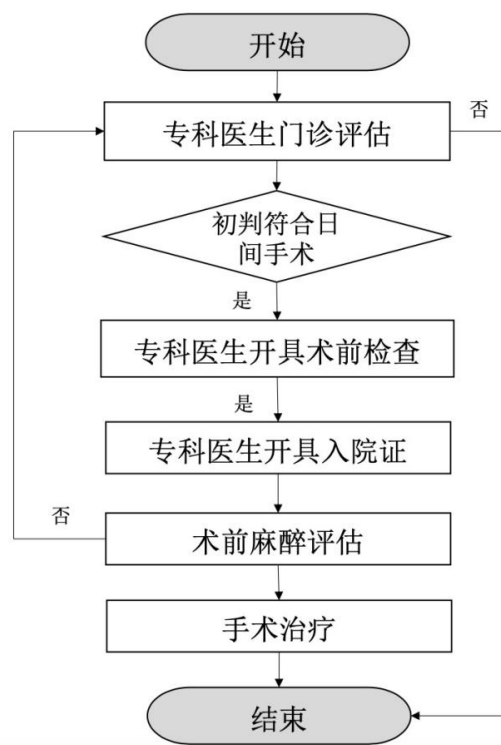 开始
专科医生门诊评估
否
初判符合日
间手术
是
专科医生开具术前检查
是
专科医生开具入院证
否
术前麻醉评估
手术治疗
结束